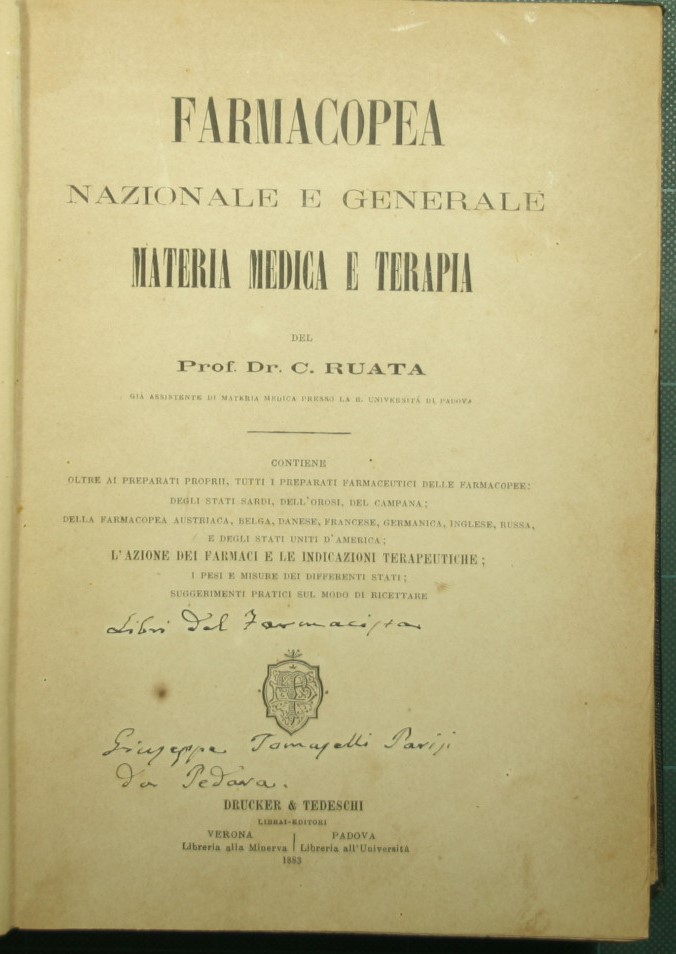 FARMACOPEA
NAZIONALE E GENERALE
MATERIA MEDICA E TERAPIA
DEL
Prof. Dr. C. RUATA
GIÀ ASSISTENTE DI MATERIA MEDICA PRESSO LA R. UNIVERSITÀ DI PADOVA
CONTIENE
OLTRE AI PREPARATI PROPRII, TUTTI I PREPARATI FARMACEUTICI DELLE FARMACOPEE:
DEGLI STATI SARDI, DELL'OROSI, DEL CAMPANA;
DELLA FARMACOPEA AUSTRIACA, BELGA, DANESE, FRANCESE, GERMANICA, INGLESE, RUSSA,
E DEGLI STATI UNITI D'AMERICA;
L'AZIONE DEI FARMACI E LE INDICAZIONI TERAPEUTICHE;
I PESI E MISURE DEI DIFFERENTI STATI;
SUGGERIMENTI PRATICI SUL MODO DI RICETTARE
Libri Del Farmacista
Giuseppe Tomaselli Parisi
da Pedara.
DRUCKER & TEDESCHI
LIBRAI-EDITORI
VERONA | PADOVA
Libreria alla Minerva | Libreria all'Università
1883